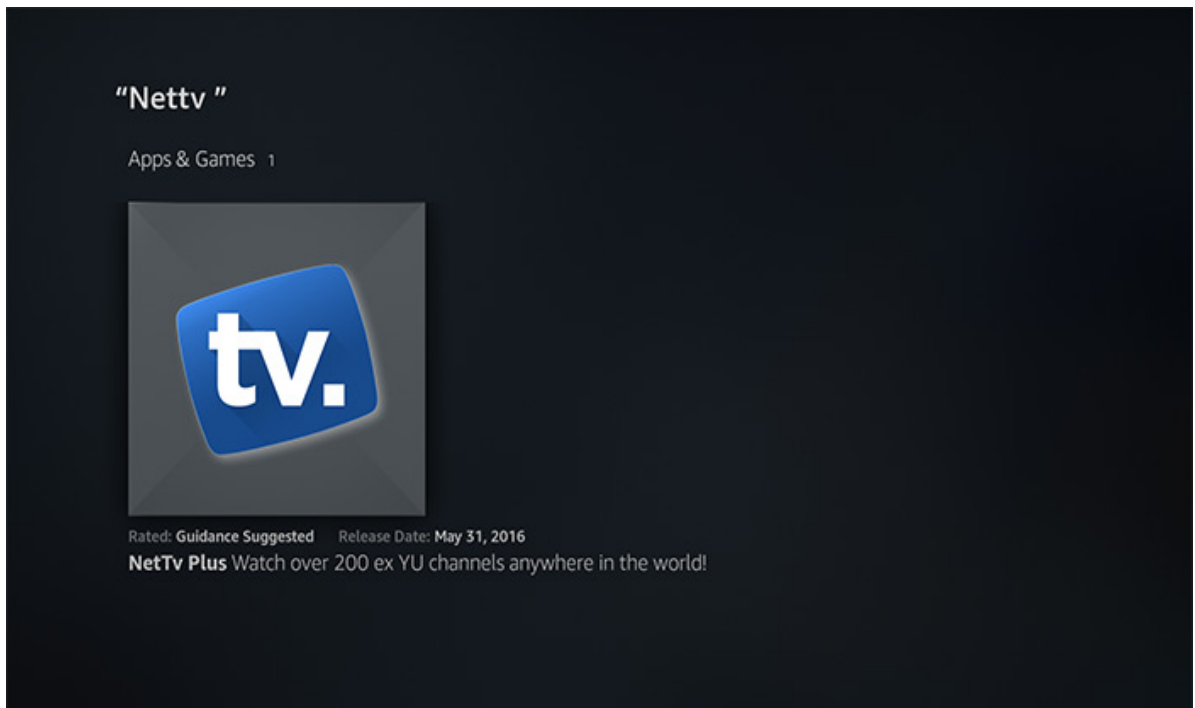 “Nettv ”
Apps & Games 1
tv.
Rated: Guidance Suggested Release Date: May 31, 2016
NetTv Plus Watch over 200 ex YU channels anywhere in the world!